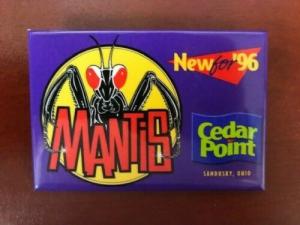 New for '96
MANTIS
Cedar
Point
SANDUSKY, OHIO